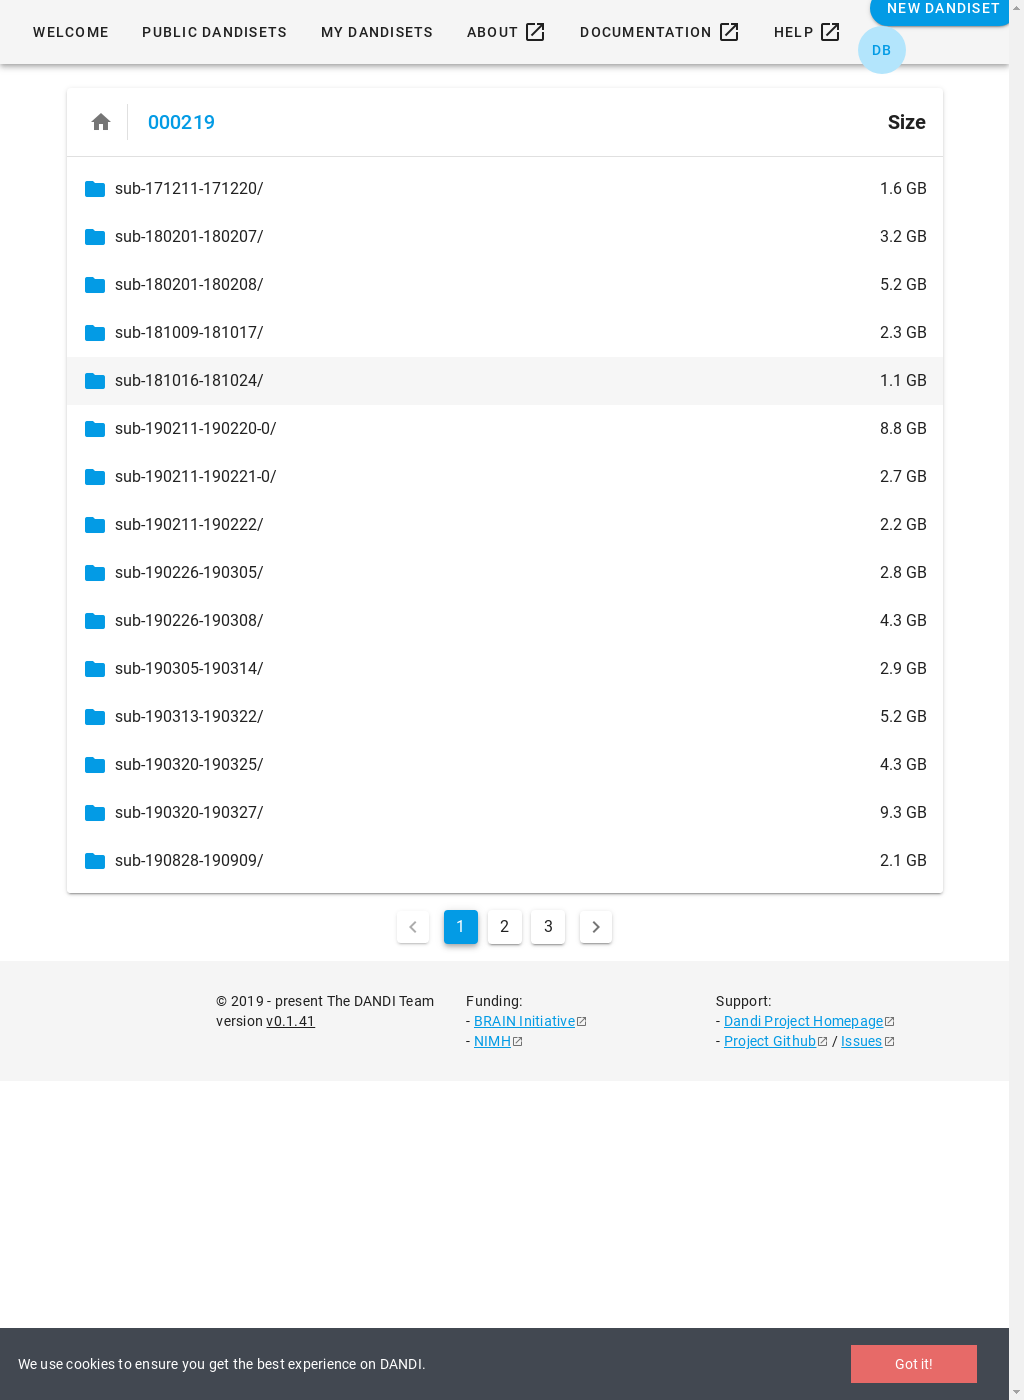 NEW DANDISET
WELCOME PUBLIC DANDISETS MY DANDISETS ABOUT DOCUMENTATION HELP
DB
000219 Size
sub-171211-171220/ 1.6 GB
sub-180201-180207/ 3.2 GB
sub-180201-180208/ 5.2 GB
sub-181009-181017/ 2.3 GB
sub-181016-181024/ 1.1 GB
sub-190211-190220-0/ 8.8 GB
sub-190211-190221-0/ 2.7 GB
sub-190211-190222/ 2.2 GB
sub-190226-190305/ 2.8 GB
sub-190226-190308/ 4.3 GB
sub-190305-190314/ 2.9 GB
sub-190313-190322/ 5.2 GB
sub-190320-190325/ 4.3 GB
sub-190320-190327/ 9.3 GB
sub-190828-190909/ 2.1 GB
1 2 3
© 2019 - present The DANDI Team
version v0.1.41
Funding:
- BRAIN Initiative
- NIMH
Support:
- Dandi Project Homepage
- Project Github / Issues
We use cookies to ensure you get the best experience on DANDI.
Got it!